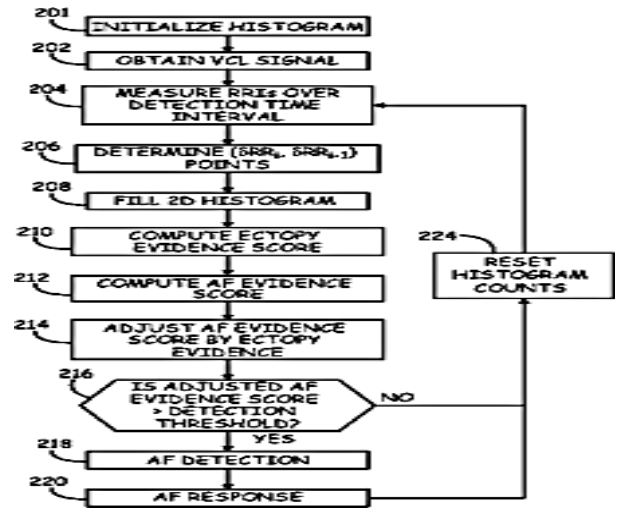 201
INITIALIZE HISTOGRAM
202
OBTAIN VCL SIGNAL
204
MEASURE RRIs OVER
DETECTION TIME
INTERVAL
206
DETERMINE (δRRi, δRRi-1)
POINTS
208
FILL 2D HISTOGRAM
210
COMPUTE ECTOPY
EVIDENCE SCORE
212
COMPUTE AF EVIDENCE
SCORE
214
ADJUST AF EVIDENCE
SCORE BY ECTOPY
EVIDENCE
216
IS ADJUSTED AF
EVIDENCE SCORE
> DETECTION
THRESHOLD?
NO
YES
218
AF DETECTION
220
AF RESPONSE
224
RESET
HISTOGRAM
COUNTS